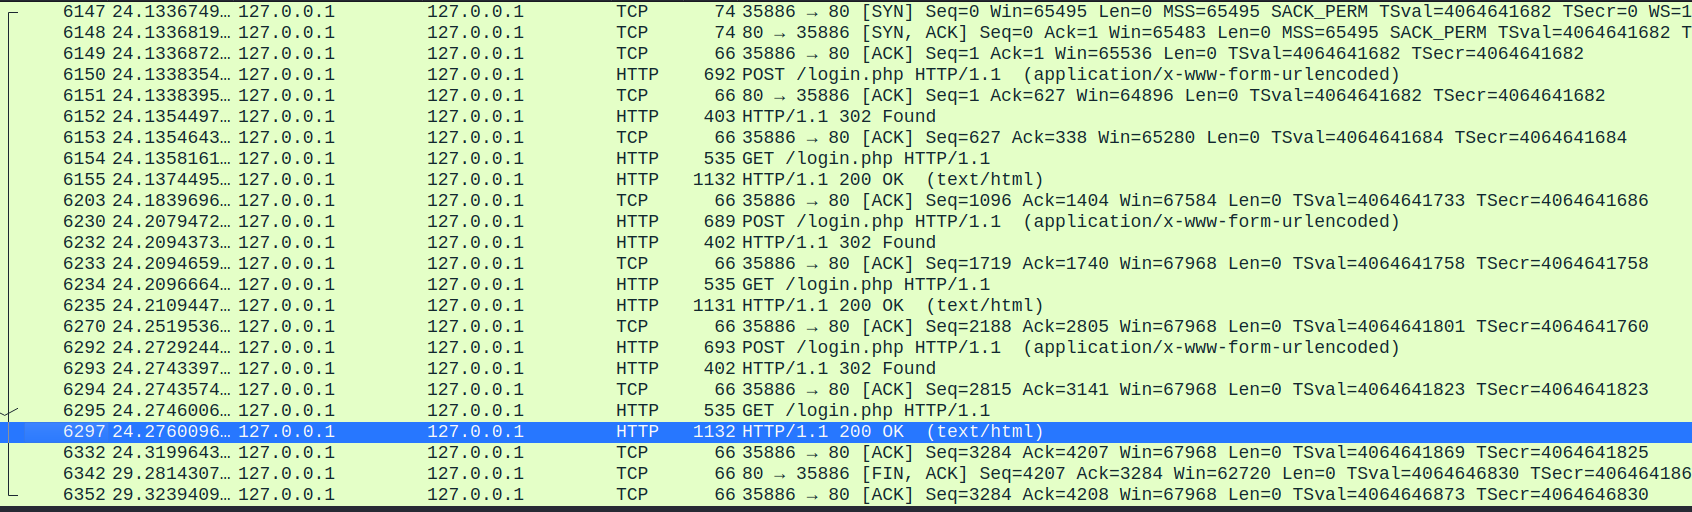 6147 24.1336749… 127.0.0.1 127.0.0.1 TCP 74 35886 → 80 [SYN] Seq=0 Win=65495 Len=0 MSS=65495 SACK_PERM TSval=4064641682 TSecr=0 WS=1
6148 24.1336819… 127.0.0.1 127.0.0.1 TCP 74 80 → 35886 [SYN, ACK] Seq=0 Ack=1 Win=65483 Len=0 MSS=65495 SACK_PERM TSval=4064641682 T
6149 24.1336872… 127.0.0.1 127.0.0.1 TCP 66 35886 → 80 [ACK] Seq=1 Ack=1 Win=65536 Len=0 TSval=4064641682 TSecr=4064641682
6150 24.1338354… 127.0.0.1 127.0.0.1 HTTP 692 POST /login.php HTTP/1.1 (application/x-www-form-urlencoded)
6151 24.1338395… 127.0.0.1 127.0.0.1 TCP 66 80 → 35886 [ACK] Seq=1 Ack=627 Win=64896 Len=0 TSval=4064641682 TSecr=4064641682
6152 24.1354497… 127.0.0.1 127.0.0.1 HTTP 403 HTTP/1.1 302 Found
6153 24.1354643… 127.0.0.1 127.0.0.1 TCP 66 35886 → 80 [ACK] Seq=627 Ack=338 Win=65280 Len=0 TSval=4064641684 TSecr=4064641684
6154 24.1358161… 127.0.0.1 127.0.0.1 HTTP 535 GET /login.php HTTP/1.1
6155 24.1374495… 127.0.0.1 127.0.0.1 HTTP 1132 HTTP/1.1 200 OK (text/html)
6203 24.1839696… 127.0.0.1 127.0.0.1 TCP 66 35886 → 80 [ACK] Seq=1096 Ack=1404 Win=67584 Len=0 TSval=4064641733 TSecr=4064641686
6230 24.2079472… 127.0.0.1 127.0.0.1 HTTP 689 POST /login.php HTTP/1.1 (application/x-www-form-urlencoded)
6232 24.2094373… 127.0.0.1 127.0.0.1 HTTP 402 HTTP/1.1 302 Found
6233 24.2094659… 127.0.0.1 127.0.0.1 TCP 66 35886 → 80 [ACK] Seq=1719 Ack=1740 Win=67968 Len=0 TSval=4064641758 TSecr=4064641758
6234 24.2096664… 127.0.0.1 127.0.0.1 HTTP 535 GET /login.php HTTP/1.1
6235 24.2109447… 127.0.0.1 127.0.0.1 HTTP 1131 HTTP/1.1 200 OK (text/html)
6270 24.2519536… 127.0.0.1 127.0.0.1 TCP 66 35886 → 80 [ACK] Seq=2188 Ack=2805 Win=67968 Len=0 TSval=4064641801 TSecr=4064641760
6292 24.2729244… 127.0.0.1 127.0.0.1 HTTP 693 POST /login.php HTTP/1.1 (application/x-www-form-urlencoded)
6293 24.2743397… 127.0.0.1 127.0.0.1 HTTP 402 HTTP/1.1 302 Found
6294 24.2743574… 127.0.0.1 127.0.0.1 TCP 66 35886 → 80 [ACK] Seq=2815 Ack=3141 Win=67968 Len=0 TSval=4064641823 TSecr=4064641823
6295 24.2746006… 127.0.0.1 127.0.0.1 HTTP 535 GET /login.php HTTP/1.1
6297 24.2760096… 127.0.0.1 127.0.0.1 HTTP 1132 HTTP/1.1 200 OK (text/html)
6332 24.3199643… 127.0.0.1 127.0.0.1 TCP 66 35886 → 80 [ACK] Seq=3284 Ack=4207 Win=67968 Len=0 TSval=4064641869 TSecr=4064641825
6342 29.2814307… 127.0.0.1 127.0.0.1 TCP 66 80 → 35886 [FIN, ACK] Seq=4207 Ack=3284 Win=62720 Len=0 TSval=4064646830 TSecr=406464186
6352 29.3239409… 127.0.0.1 127.0.0.1 TCP 66 35886 → 80 [ACK] Seq=3284 Ack=4208 Win=67968 Len=0 TSval=4064646873 TSecr=4064646830